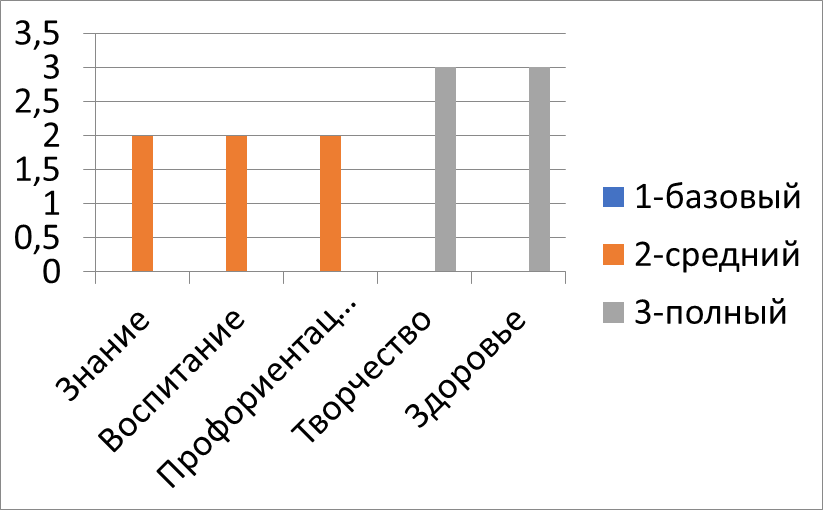 3,5
3
2,5
2
1,5
1
0,5
0
Знание
Воспитание
Профориентац...
Творчество
Здоровье
1-базовый
2-средний
3-полный